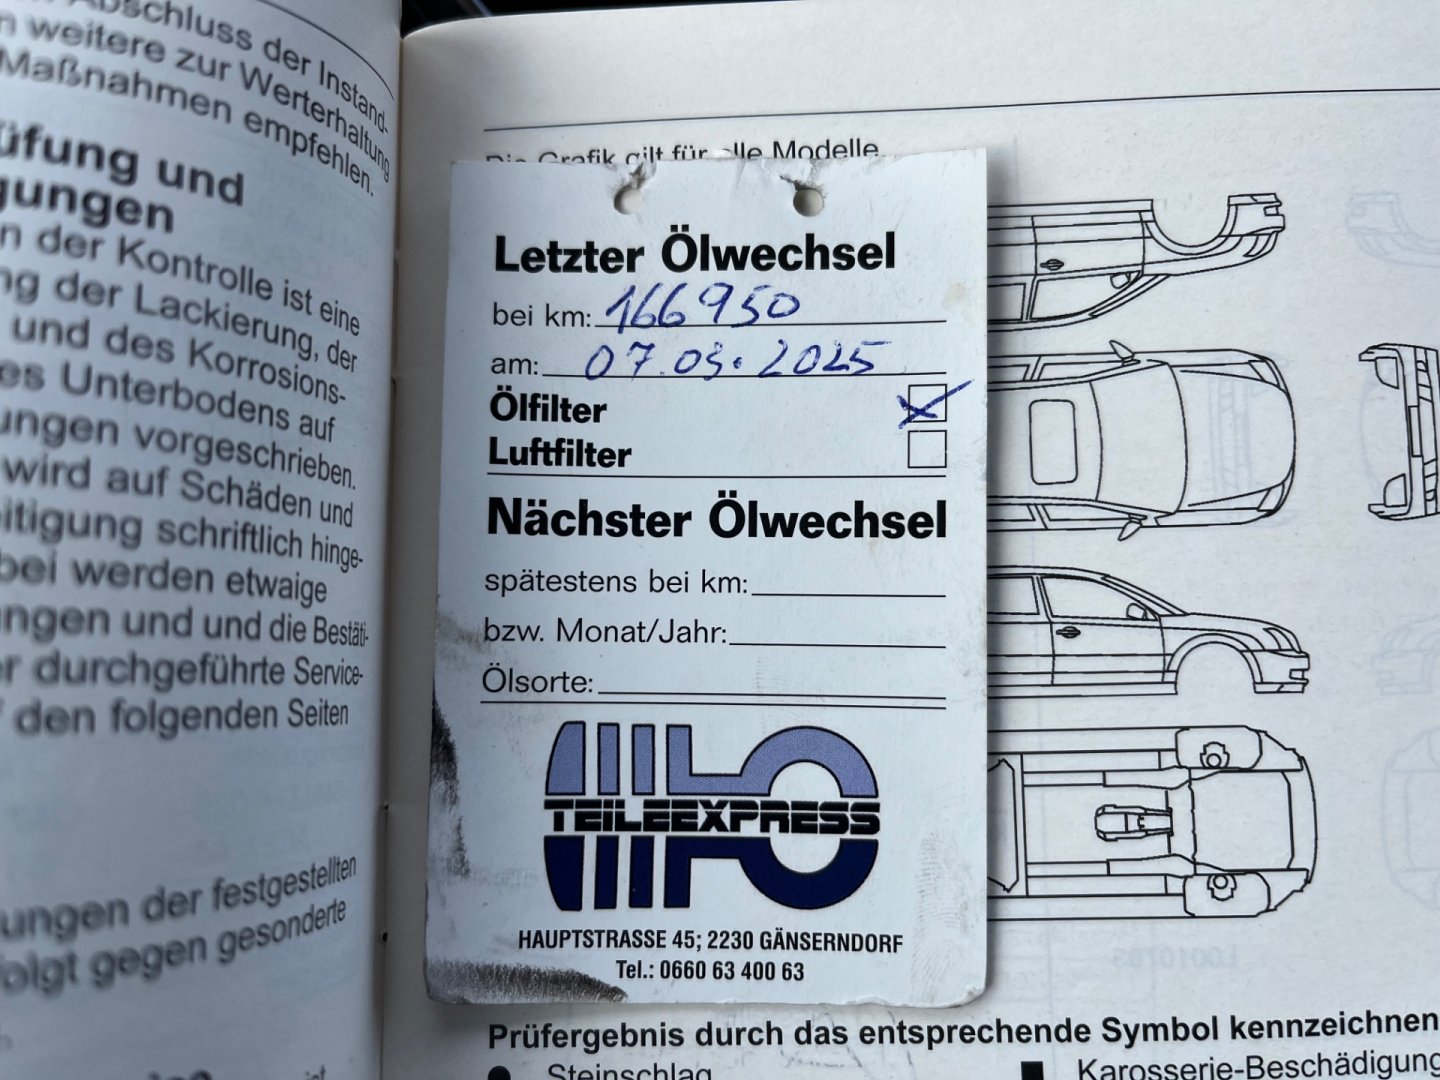 Abschluss der Instand-
weitere zur Werterhaltung
Maßnahmen empfehlen.
üfung und
gungen
n der Kontrolle ist eine
ng der Lackierung, der
und des Korrosions-
es Unterbodens auf
ungen vorgeschrieben.
wird auf Schäden und
eitigung schriftlich hinge-
bei werden etwaige
ungen und und die Bestäti-
er durchgeführte Service-
den folgenden Seiten
ungen der festgestellten
folgt gegen gesonderte
Die Grafik gilt für alle Modelle
Letzter Ölwechsel
bei km: 166950
am: 07.03.2025
Ölfilter
Luftfilter
Nächster Ölwechsel
spätestens bei km:
bzw. Monat/Jahr:
Ölsorte:
TEILEEXPRESS
HAUPTSTRASSE 45; 2230 GÄNSERNDORF
Tel.: 0660 63 400 63
Prüfergebnis durch das entsprechende Symbol kennzeichnen
Steinschlag
Karosserie-Beschädigung